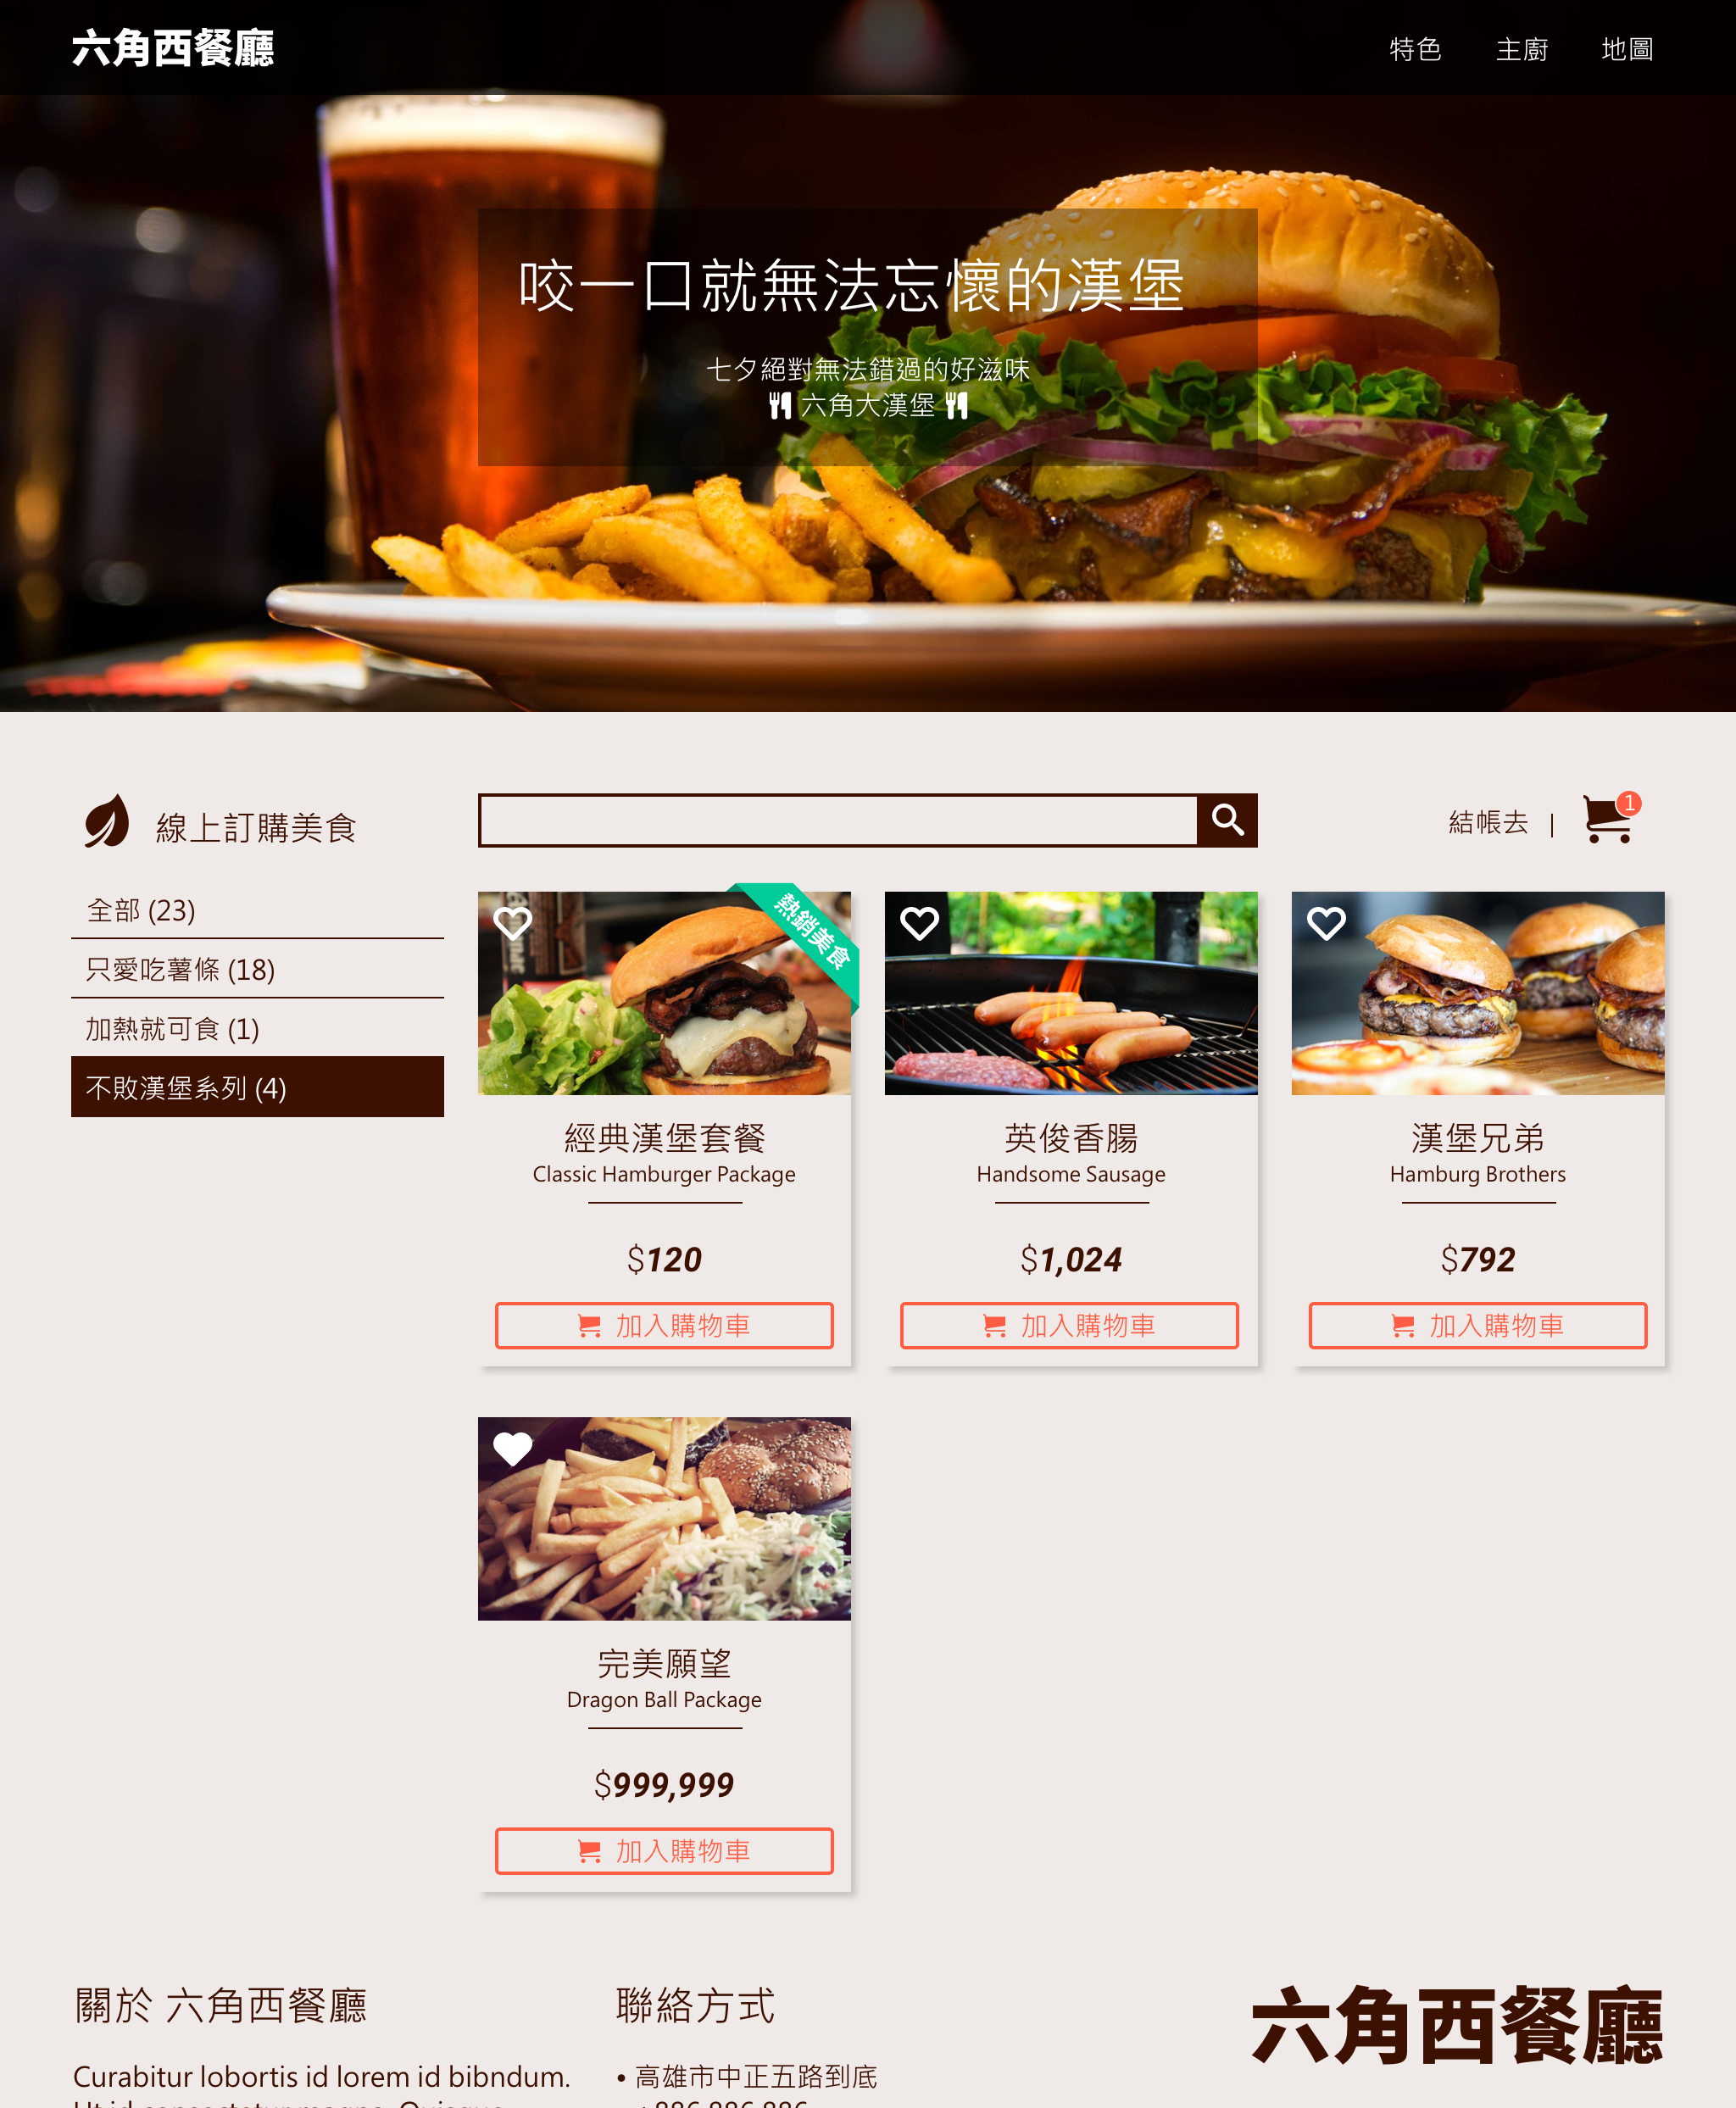 六角西餐廳
特色 主廚 地圖
咬一口就無法忘懷的漢堡
七夕絕對無法錯過的好滋味
六角大漢堡
線上訂購美食
結帳去 |
1
全部 (23)
只愛吃薯條 (18)
加熱就可食 (1)
不敗漢堡系列 (4)
熱銷美食
經典漢堡套餐
Classic Hamburger Package
$120
加入購物車
英俊香腸
Handsome Sausage
$1,024
加入購物車
漢堡兄弟
Hamburg Brothers
$792
加入購物車
完美願望
Dragon Ball Package
$999,999
加入購物車
關於 六角西餐廳
Curabitur lobortis id lorem id bibndum.
聯絡方式
• 高雄市中正五路到底
六角西餐廳